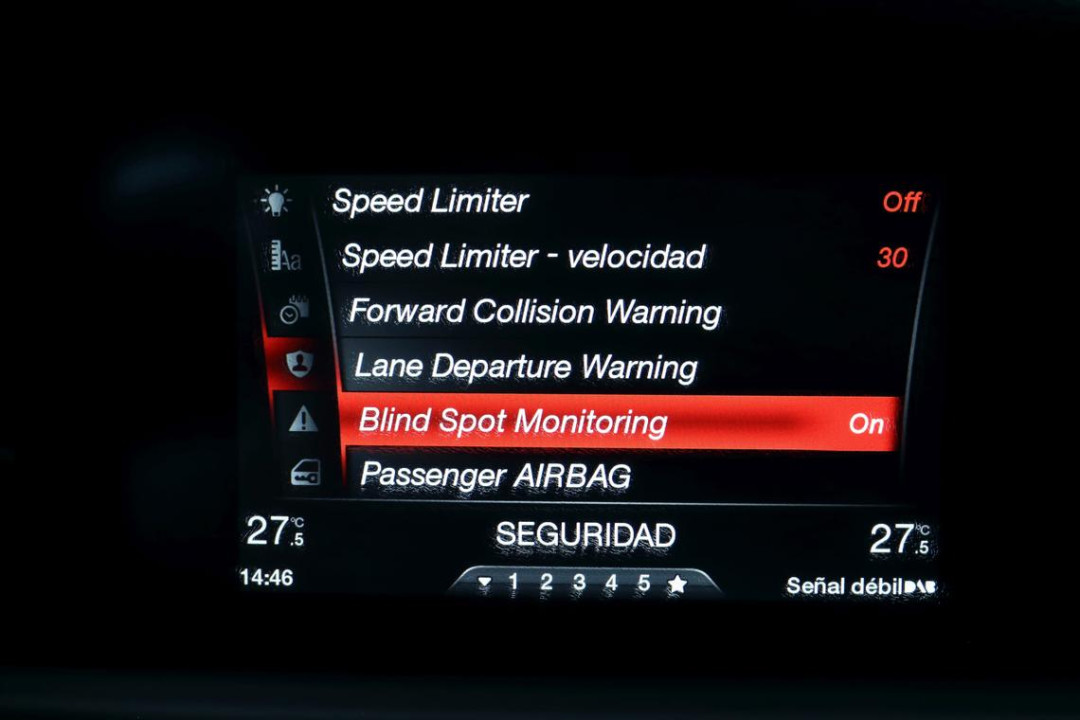 Speed Limiter Off
Speed Limiter - velocidad 30
Aa
Forward Collision Warning
Lane Departure Warning
Blind Spot Monitoring On
Passenger AIRBAG
27.5 °C SEGURIDAD 27.5 °C
14:46 1 2 3 4 5 Señal débil DAB